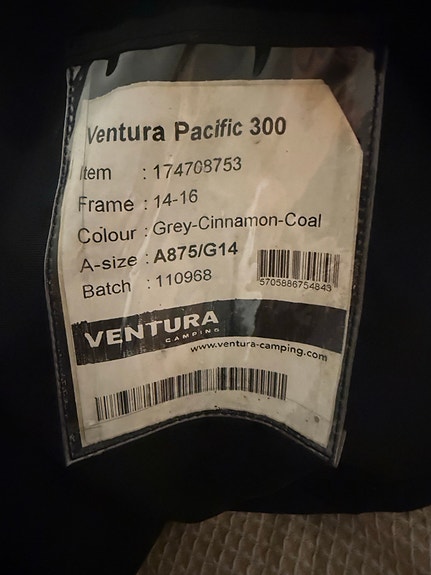 Ventura Pacific 300
Item : 174708753
Frame : 14-16
Colour : Grey-Cinnamon-Coal
A-size : A875/G14
Batch : 110968
5705886754843
VENTURA
CAMPING
www.ventura-camping.com